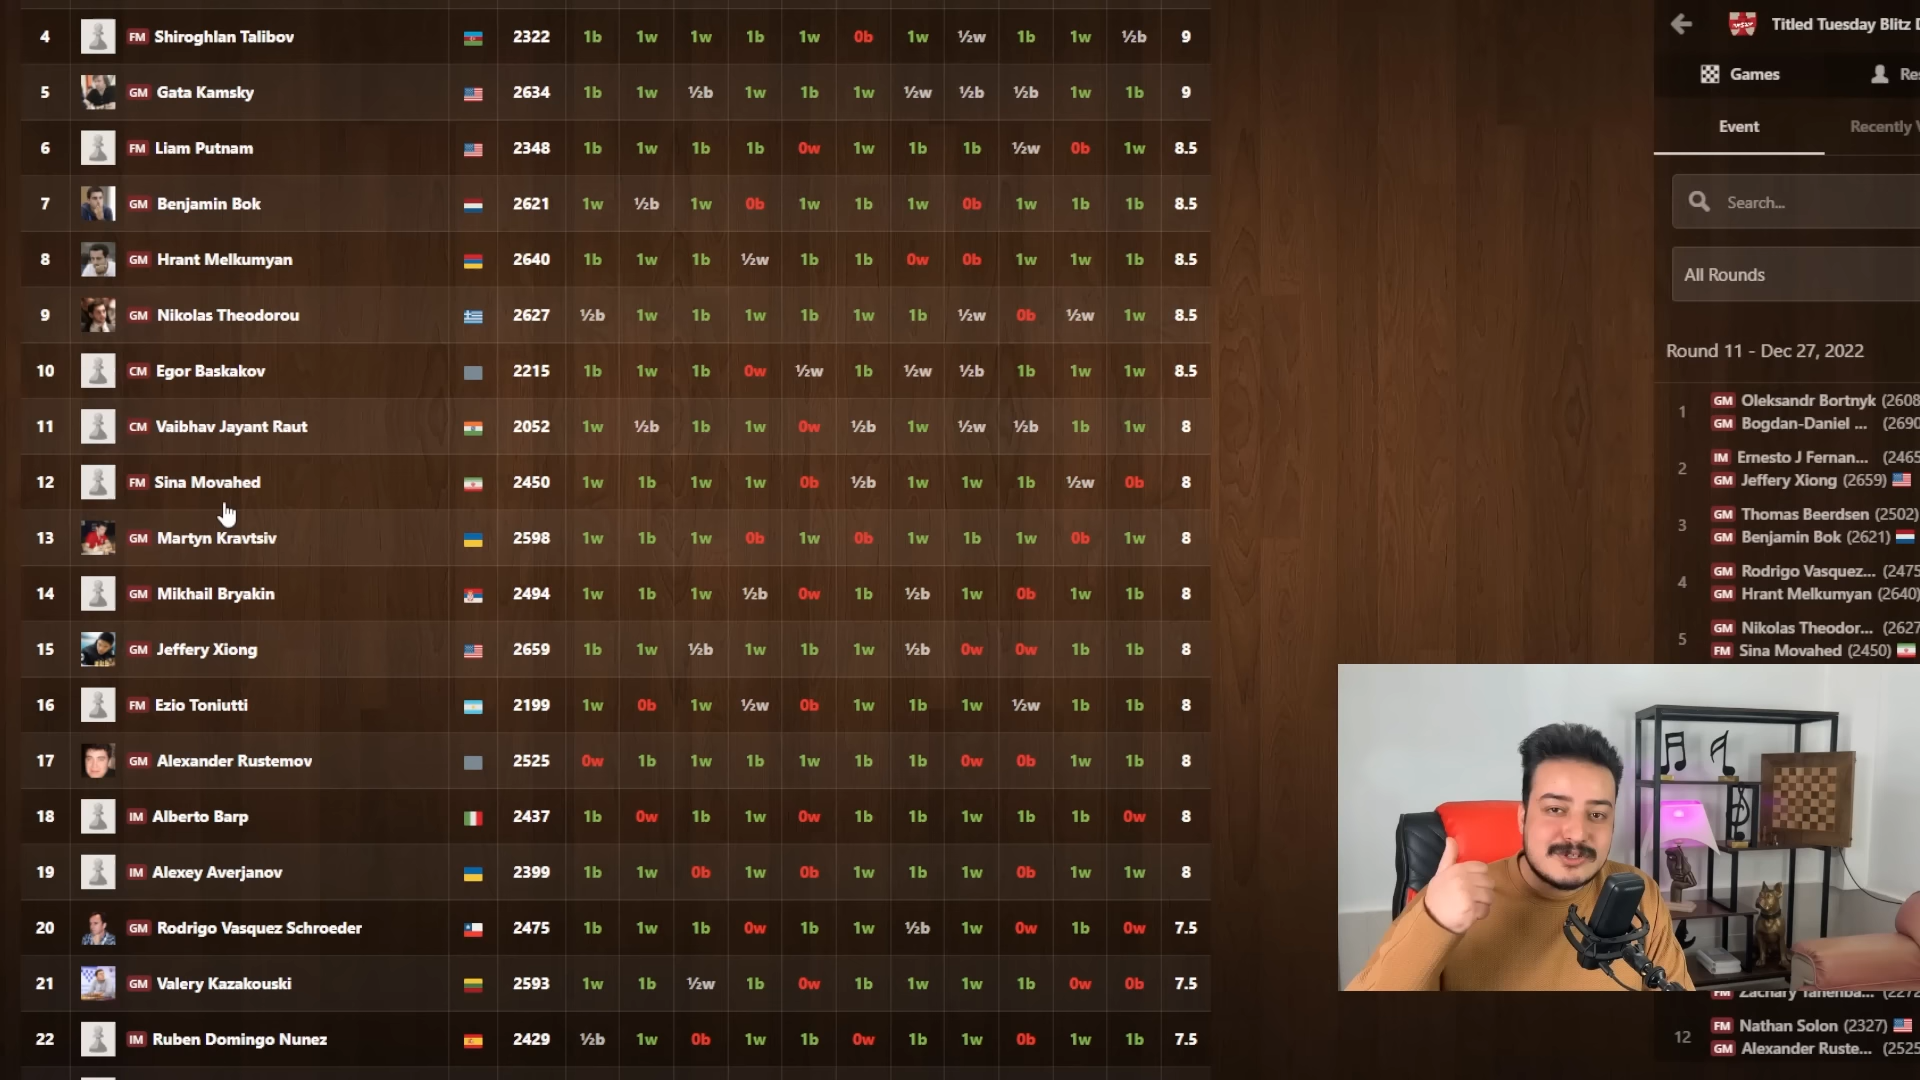 4 FM Shiroghlan Talibov 2322 1b 1w 1w 1b 1w 0b 1w ½w 1b 1w ½b 9
5 GM Gata Kamsky 2634 1b 1w ½b 1w 1b 1w ½w ½b ½b 1w 1b 9
6 FM Liam Putnam 2348 1b 1w 1b 1b 0w 1w 1b 1b ½w 0b 1w 8.5
7 GM Benjamin Bok 2621 1w ½b 1w 0b 1w 1b 1w 0b 1w 1b 1b 8.5
8 GM Hrant Melkumyan 2640 1b 1w 1b ½w 1b 1b 0w 0b 1w 1w 1b 8.5
9 GM Nikolas Theodorou 2627 ½b 1w 1b 1w 1b 1w 1b ½w 0b ½w 1w 8.5
10 CM Egor Baskakov 2215 1b 1w 1b 0w ½w 1b ½w ½b 1b 1w 1w 8.5
11 CM Vaibhav Jayant Raut 2052 1w ½b 1b 1w 0w ½b 1w ½w ½b 1b 1w 8
12 FM Sina Movahed 2450 1w 1b 1w 1w 0b ½b 1w 1w 1b ½w 0b 8
13 GM Martyn Kravtsiv 2598 1w 1b 1w 0b 1w 0b 1w 1b 1w 0b 1w 8
14 GM Mikhail Bryakin 2494 1w 1b 1w ½b 0w 1b ½b 1w 0b 1w 1b 8
15 GM Jeffery Xiong 2659 1b 1w ½b 1w 1b 1w ½b 0w 0w 1b 1b 8
16 FM Ezio Toniutti 2199 1w 0b 1w ½w 0b 1w 1b 1w ½w 1b 1b 8
17 GM Alexander Rustemov 2525 0w 1b 1w 1b 1w 1b 1b 0w 0b 1w 1b 8
18 IM Alberto Barp 2437 1b 0w 1b 1w 0w 1b 1b 1w 1b 1b 0w 8
19 IM Alexey Averjanov 2399 1b 1w 0b 1w 0b 1w 1b 1w 0b 1w 1w 8
20 GM Rodrigo Vasquez Schroeder 2475 1b 1w 1b 0w 1b 1w ½b 1w 0w 1b 0w 7.5
21 GM Valery Kazakouski 2593 1w 1b ½w 1b 0w 1b 1w 1w 1b 0w 0b 7.5
22 IM Ruben Domingo Nunez 2429 ½b 1w 0b 1w 1b 0w 1b 1w 0b 1w 1b 7.5
Titled Tuesday Blitz
Games
Event Recently
Search...
All Rounds
Round 11 - Dec 27, 2022
1 GM Oleksandr Bortnyk (2608
GM Bogdan-Daniel ... (2690
2 IM Ernesto J Fernan... (2465
GM Jeffery Xiong (2659)
3 GM Thomas Beerdsen (2502)
GM Benjamin Bok (2621)
4 GM Rodrigo Vasquez... (2475
GM Hrant Melkumyan (2640)
5 GM Nikolas Theodor... (2627
FM Sina Movahed (2450)
12 FM Nathan Solon (2327)
GM Alexander Ruste... (2525